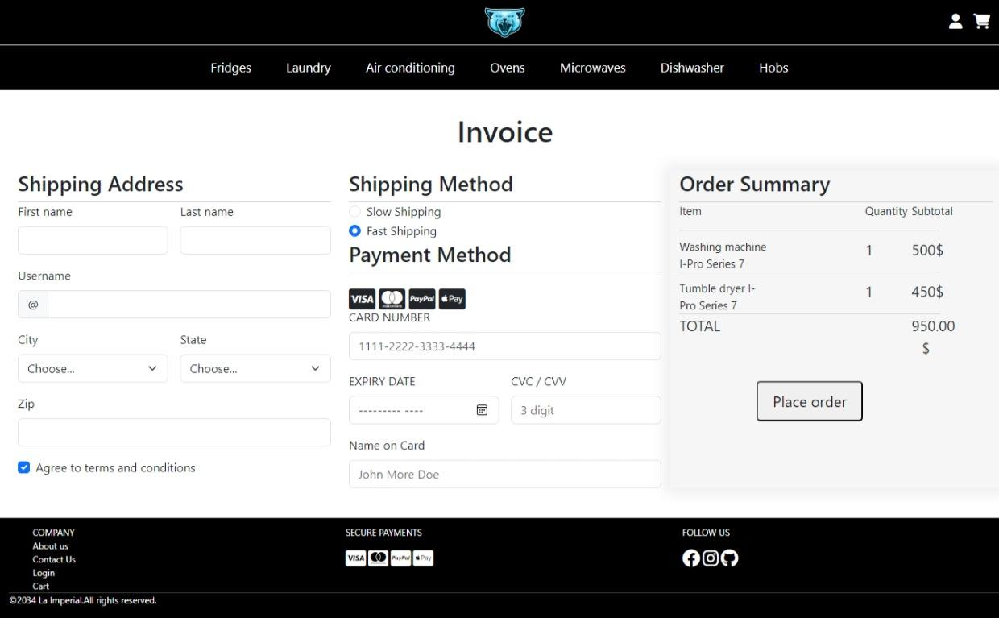 Fridges Laundry Air conditioning Ovens Microwaves Dishwasher Hobs
Invoice
Shipping Address
First name Last name
Username
@
City State
Choose... Choose...
Zip
Agree to terms and conditions
Shipping Method
Slow Shipping
Fast Shipping
Payment Method
VISA mastercard PayPal Pay
CARD NUMBER
1111-2222-3333-4444
EXPIRY DATE CVC / CVV
--------- ---- 3 digit
Name on Card
John More Doe
Order Summary
Item Quantity Subtotal
Washing machine 1 500$
I-Pro Series 7
Tumble dryer I- 1 450$
Pro Series 7
TOTAL 950.00
$
Place order
COMPANY
About us
Contact Us
Login
Cart
SECURE PAYMENTS
VISA PayPal Pay
FOLLOW US
©2034 La Imperial.All rights reserved.